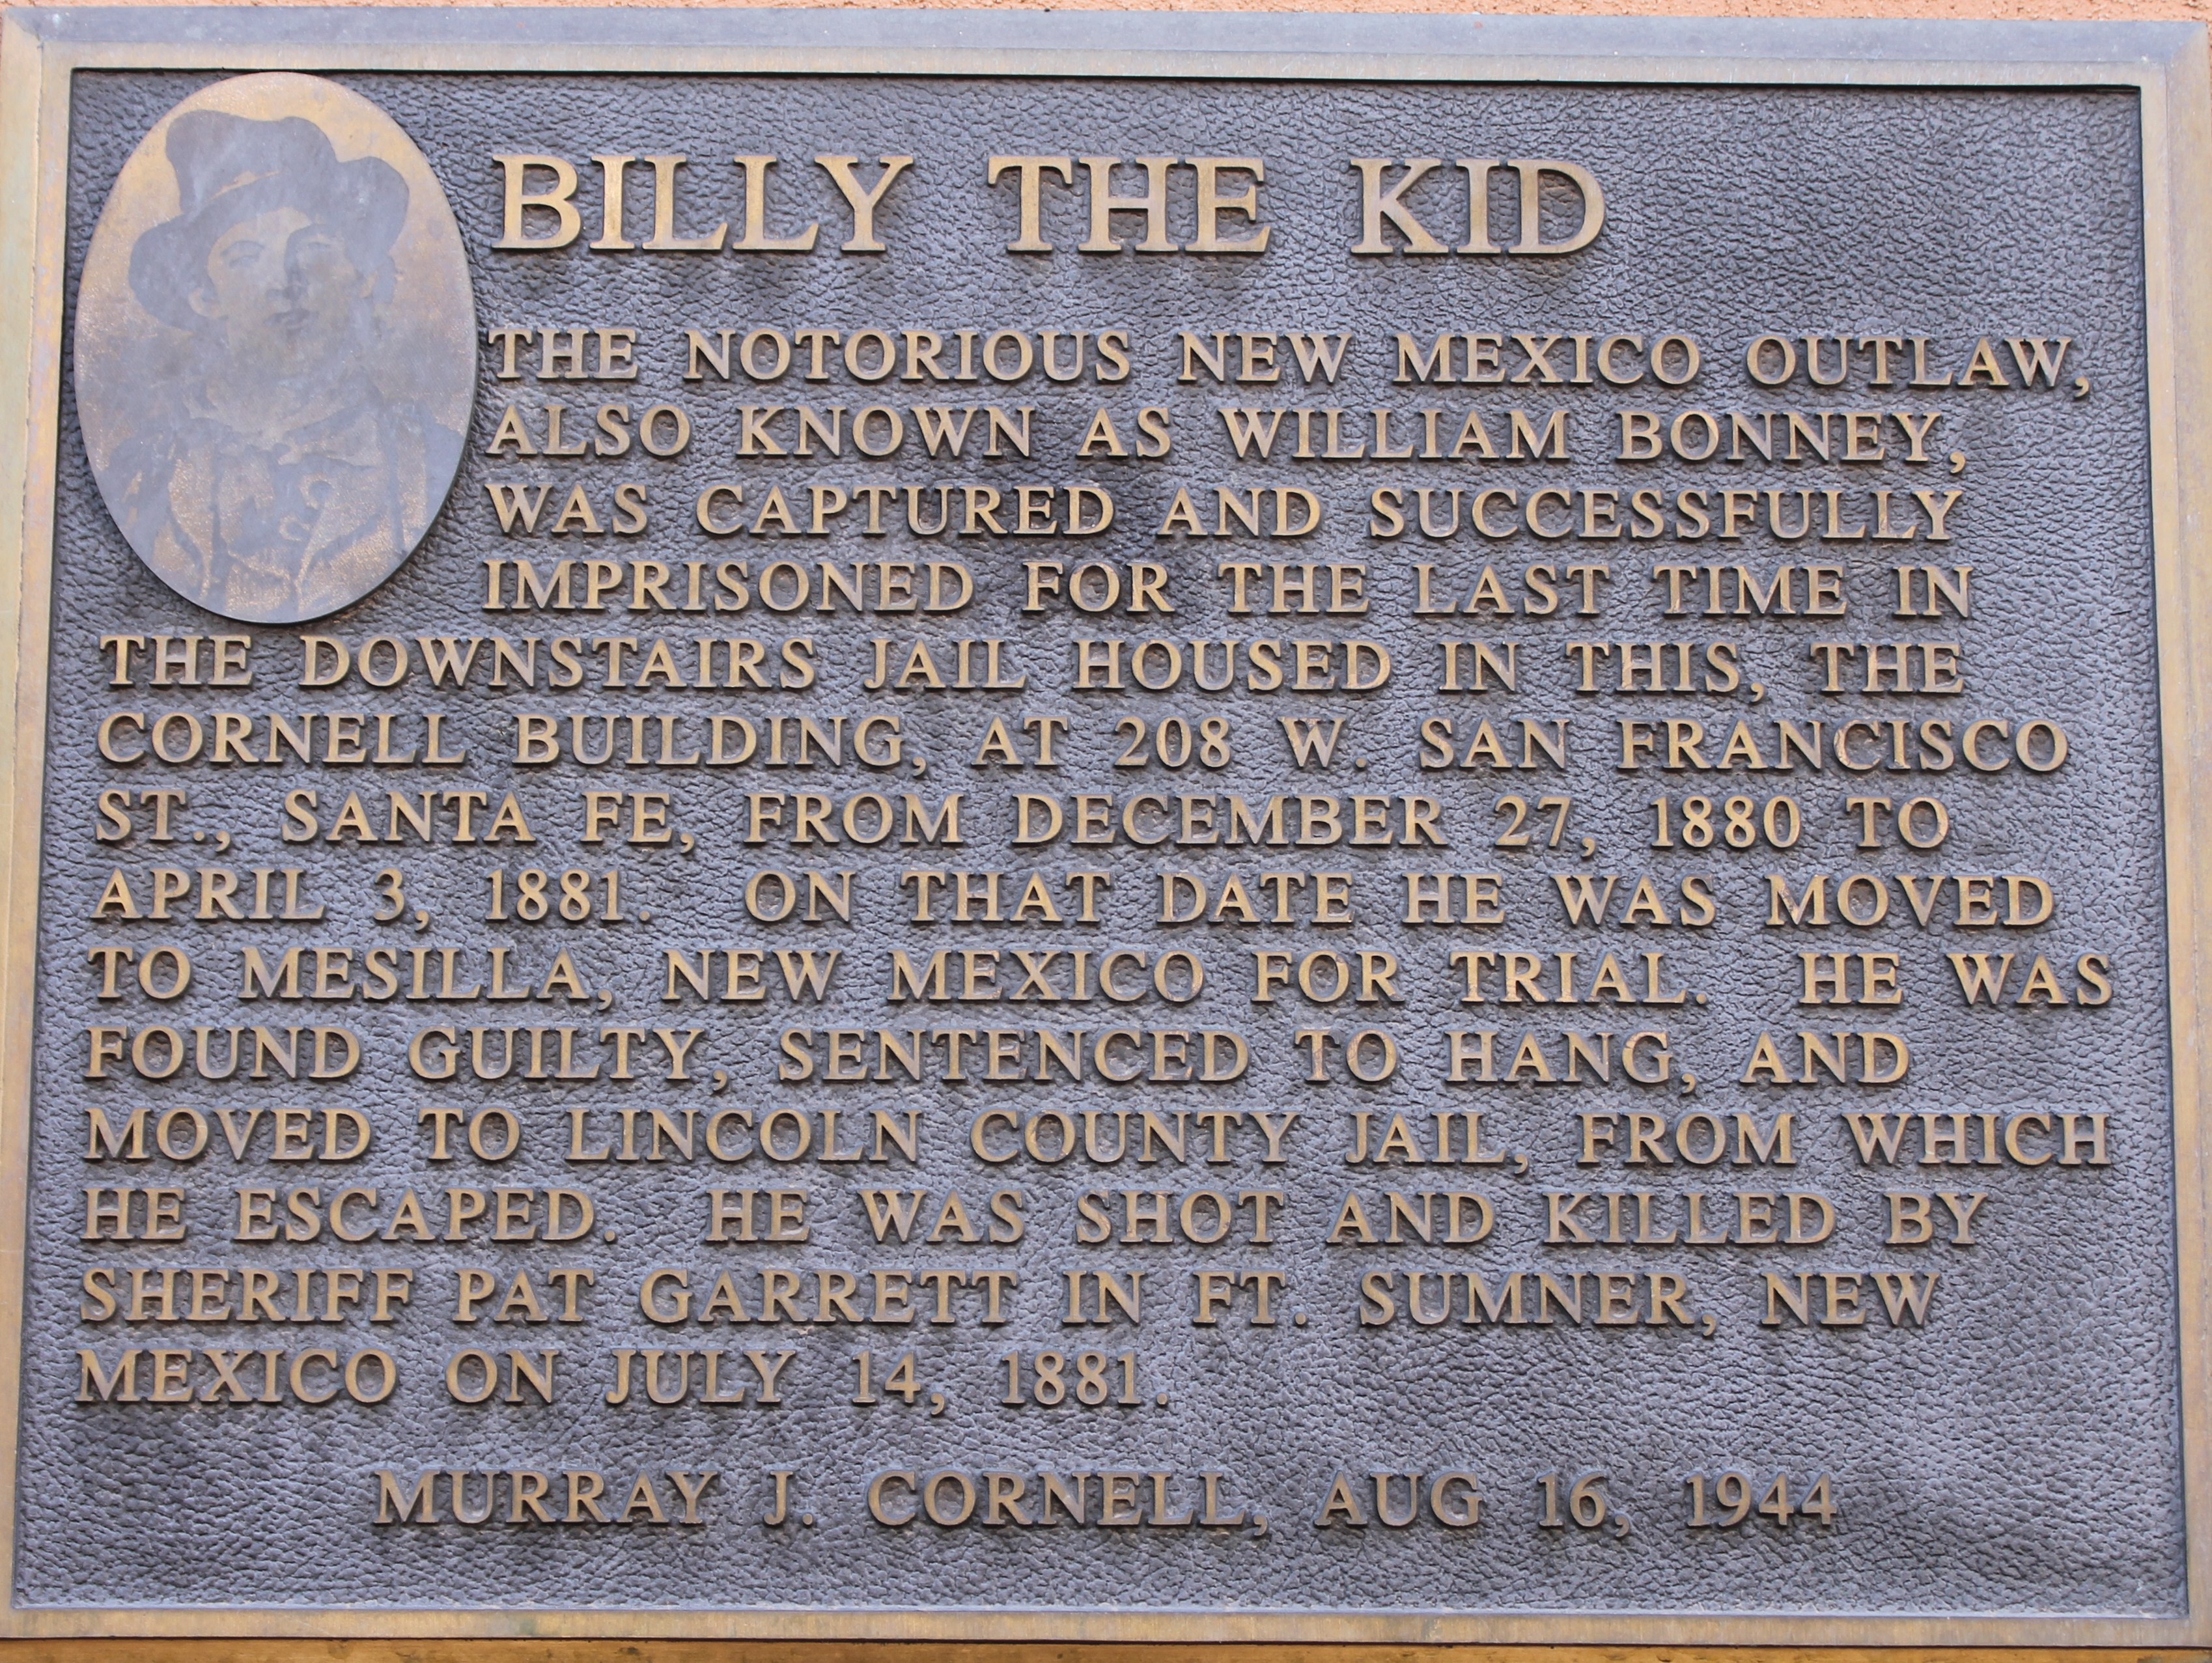 BILLY THE KID
THE NOTORIOUS NEW MEXICO OUTLAW,
ALSO KNOWN AS WILLIAM BONNEY,
WAS CAPTURED AND SUCCESSFULLY
IMPRISONED FOR THE LAST TIME IN
THE DOWNSTAIRS JAIL HOUSED IN THIS, THE
CORNELL BUILDING, AT 208 W. SAN FRANCISCO
ST., SANTA FE, FROM DECEMBER 27, 1880 TO
APRIL 3, 1881. ON THAT DATE HE WAS MOVED
TO MESILLA, NEW MEXICO FOR TRIAL. HE WAS
FOUND GUILTY, SENTENCED TO HANG, AND
MOVED TO LINCOLN COUNTY JAIL, FROM WHICH
HE ESCAPED. HE WAS SHOT AND KILLED BY
SHERIFF PAT GARRETT IN FT. SUMNER, NEW
MEXICO ON JULY 14, 1881.
MURRAY J. CORNELL, AUG 16, 1944